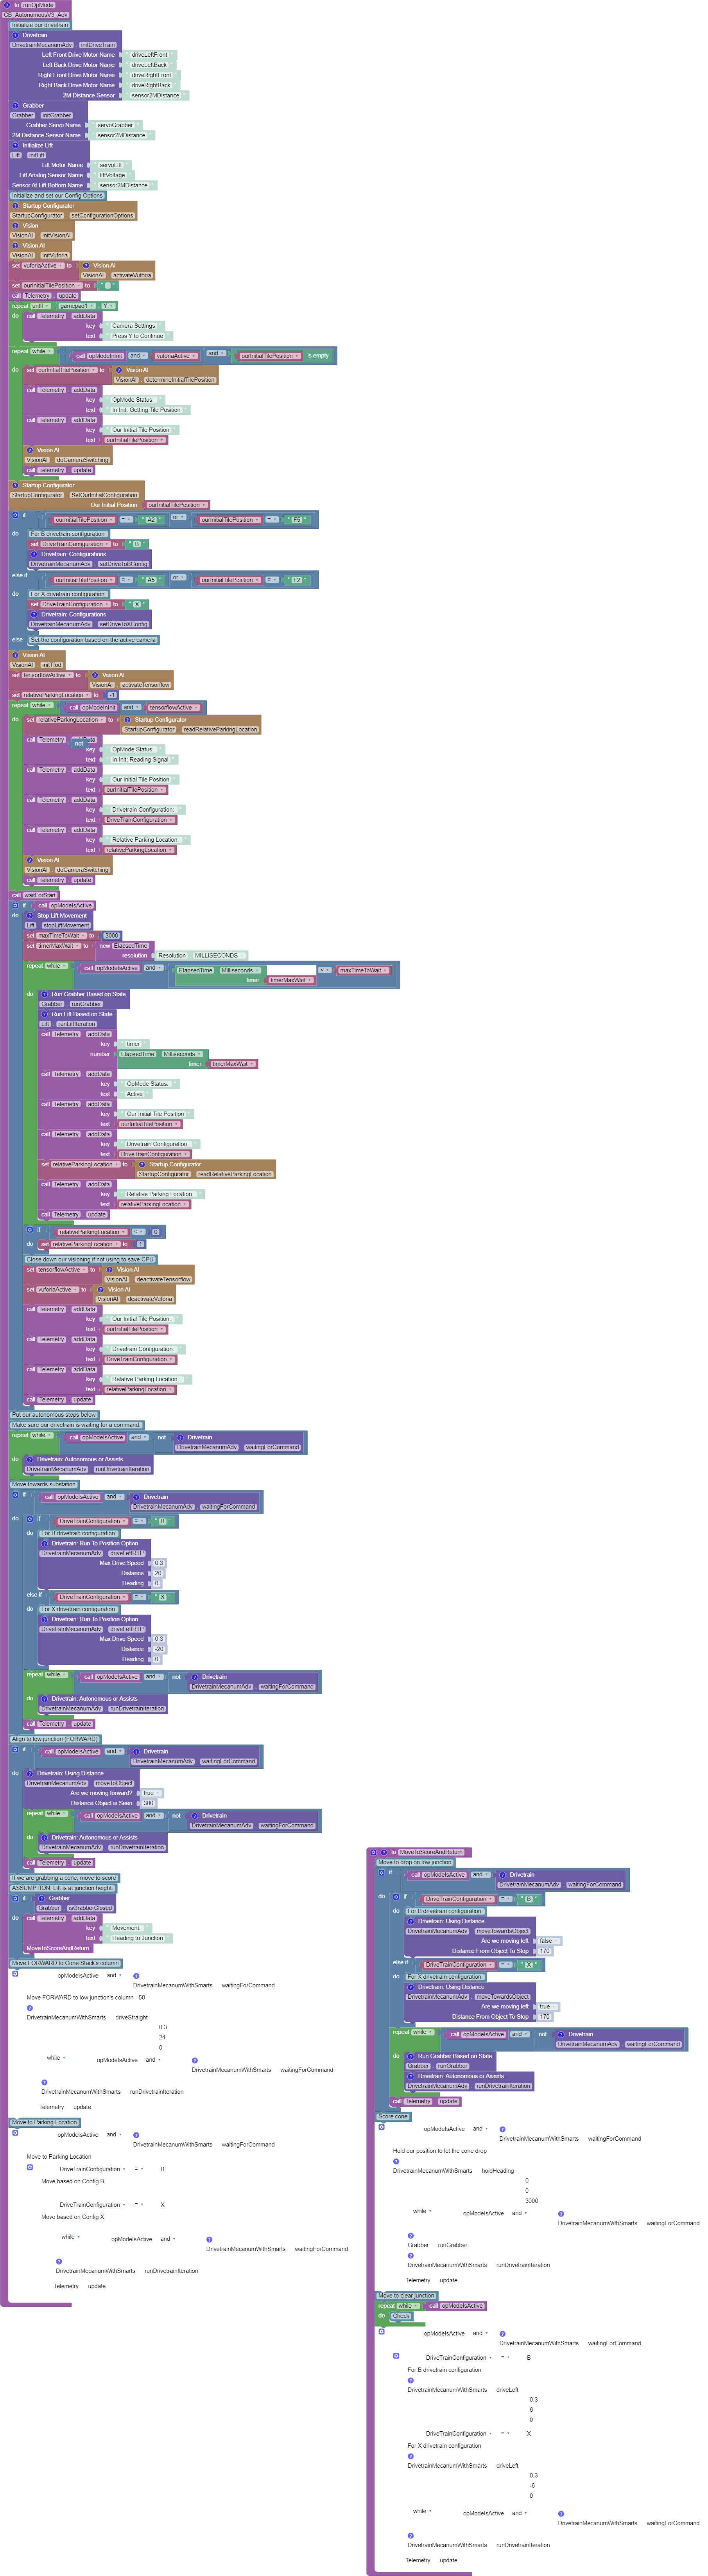 to runOpMode
CB_AutonomousV3_Adv
Initialize our drivetrain
Drivetrain
DrivetrainMecanumAdv . initDriveTrain
Left Front Drive Motor Name " driveLeftFront "
Left Back Drive Motor Name " driveLeftBack "
Right Front Drive Motor Name " driveRightFront "
Right Back Drive Motor Name " driveRightBack "
2M Distance Sensor " sensor2MDistance "
Grabber
Grabber . initGrabber
Grabber Servo Name " servoGrabber "
2M Distance Sensor Name " sensor2MDistance "
Initialize Lift
Lift . initLift
Lift Motor Name " servoLift "
Lift Analog Sensor Name " liftVoltage "
Sensor At Lift Bottom Name " sensor2MDistance "
Initialize and set our Config Options
Startup Configurator
StartupConfigurator . setConfigurationOptions
Vision
VisionAI . initVisionAI
Vision AI
VisionAI . initVuforia
set vuforiaActive to Vision AI
VisionAI . activateVuforia
set ourInitialTilePosition to " "
call Telemetry . update
repeat until gamepad1 . Y
do call Telemetry . addData
key " Camera Settings "
text " Press Y to Continue "
repeat while call opModeInInit and vuforiaActive and ourInitialTilePosition is empty
do set ourInitialTilePosition to Vision AI
VisionAI . determineInitialTilePosition
call Telemetry . addData
key " OpMode Status: "
text " In Init: Getting Tile Position "
call Telemetry . addData
key " Our Initial Tile Position "
text ourInitialTilePosition
Vision AI
VisionAI . doCameraSwitching
call Telemetry . update
Startup Configurator
StartupConfigurator . SetOurInitialConfiguration
Our Initial Position ourInitialTilePosition
if ourInitialTilePosition = " A2 " or ourInitialTilePosition = " F5 "
do For B drivetrain configuration
set DriveTrainConfiguration to " B "
Drivetrain: Configurations
DrivetrainMecanumAdv . setDriveToBConfig
else if ourInitialTilePosition = " A5 " or ourInitialTilePosition = " F2 "
do For X drivetrain configuration
set DriveTrainConfiguration to " X "
Drivetrain: Configurations
DrivetrainMecanumAdv . setDriveToXConfig
else Set the configuration based on the active camera
Vision AI
VisionAI . initTfod
set tensorflowActive to Vision AI
VisionAI . activateTensorflow
set relativeParkingLocation to -1
repeat while call opModeInInit and tensorflowActive
do set relativeParkingLocation to Startup Configurator
StartupConfigurator . readRelativeParkingLocation
call Telemetry . addData
not
key " OpMode Status: "
text " In Init: Reading Signal "
call Telemetry . addData
key " Our Initial Tile Position "
text ourInitialTilePosition
call Telemetry . addData
key " Drivetrain Configuration: "
text DriveTrainConfiguration
call Telemetry . addData
key " Relative Parking Location: "
text relativeParkingLocation
Vision AI
VisionAI . doCameraSwitching
call Telemetry . update
call waitForStart
if call opModeIsActive
do Stop Lift Movement
Lift . stopLiftMovement
set maxTimeToWait to 3000
set timerMaxWait to new ElapsedTime
resolution Resolution . MILLISECONDS
repeat while call opModeIsActive and ElapsedTime . Milliseconds < maxTimeToWait
timer timerMaxWait
do Run Grabber Based on State
Grabber . runGrabber
Run Lift Based on State
Lift . runLiftIteration
call Telemetry . addData
key " timer "
number ElapsedTime . Milliseconds
timer timerMaxWait
call Telemetry . addData
key " OpMode Status: "
text " Active "
call Telemetry . addData
key " Our Initial Tile Position "
text ourInitialTilePosition
call Telemetry . addData
key " Drivetrain Configuration: "
text DriveTrainConfiguration
set relativeParkingLocation to Startup Configurator
StartupConfigurator . readRelativeParkingLocation
call Telemetry . addData
key " Relative Parking Location: "
text relativeParkingLocation
call Telemetry . update
if relativeParkingLocation < 0
do set relativeParkingLocation to 1
Close down our visioning if not using to save CPU
set tensorflowActive to Vision AI
VisionAI . deactivateTensorflow
set vuforiaActive to Vision AI
VisionAI . deactivateVuforia
call Telemetry . addData
key " Our Initial Tile Position: "
text ourInitialTilePosition
call Telemetry . addData
key " Drivetrain Configuration: "
text DriveTrainConfiguration
call Telemetry . addData
key " Relative Parking Location: "
text relativeParkingLocation
call Telemetry . update
Put our autonomous steps below
Make sure our drivetrain is waiting for a command.
repeat while call opModeIsActive and not Drivetrain
DrivetrainMecanumAdv . waitingForCommand
do Drivetrain: Autonomous or Assists
DrivetrainMecanumAdv . runDrivetrainIteration
Move towards substation
if call opModeIsActive and Drivetrain
DrivetrainMecanumAdv . waitingForCommand
do if DriveTrainConfiguration = " B "
do For B drivetrain configuration
Drivetrain: Run To Position Option
DrivetrainMecanumAdv . driveLeftRTP
Max Drive Speed 0.3
Distance 20
Heading 0
else if DriveTrainConfiguration = " X "
do For X drivetrain configuration
Drivetrain: Run To Position Option
DrivetrainMecanumAdv . driveLeftRTP
Max Drive Speed 0.3
Distance -20
Heading 0
repeat while call opModeIsActive and not Drivetrain
DrivetrainMecanumAdv . waitingForCommand
do Drivetrain: Autonomous or Assists
DrivetrainMecanumAdv . runDrivetrainIteration
call Telemetry . update
Align to low junction (FORWARD)
if call opModeIsActive and Drivetrain
DrivetrainMecanumAdv . waitingForCommand
do Drivetrain: Using Distance
DrivetrainMecanumAdv . moveToObject
Are we moving forward? true
Distance Object is Seen 300
repeat while call opModeIsActive and not Drivetrain
DrivetrainMecanumAdv . waitingForCommand
do Drivetrain: Autonomous or Assists
DrivetrainMecanumAdv . runDrivetrainIteration
call Telemetry . update
If we are grabbing a cone, move to score
ASSUMPTION: Lift is at junction height.
if Grabber
Grabber . isGrabberClosed
do call Telemetry . addData
key " Movement "
text " Heading to Junction "
MoveToScoreAndReturn
Move FORWARD to Cone Stack's column
opModeIsActive and
DrivetrainMecanumWithSmarts waitingForCommand
Move FORWARD to low junction's column - 50
DrivetrainMecanumWithSmarts driveStraight
0.3
24
0
while opModeIsActive and
DrivetrainMecanumWithSmarts waitingForCommand
DrivetrainMecanumWithSmarts runDrivetrainIteration
Telemetry update
Move to Parking Location
opModeIsActive and
DrivetrainMecanumWithSmarts waitingForCommand
Move to Parking Location
DriveTrainConfiguration = B
Move based on Config B
DriveTrainConfiguration = X
Move based on Config X
while opModeIsActive and
DrivetrainMecanumWithSmarts waitingForCommand
DrivetrainMecanumWithSmarts runDrivetrainIteration
Telemetry update
to MoveToScoreAndReturn
Move to drop on low junction
if call opModeIsActive and Drivetrain
DrivetrainMecanumAdv . waitingForCommand
do if DriveTrainConfiguration = " B "
do For B drivetrain configuration
Drivetrain: Using Distance
DrivetrainMecanumAdv . moveTowardsObject
Are we moving left false
Distance From Object To Stop 170
else if DriveTrainConfiguration = " X "
do For X drivetrain configuration
Drivetrain: Using Distance
DrivetrainMecanumAdv . moveTowardsObject
Are we moving left true
Distance From Object To Stop 170
repeat while call opModeIsActive and not Drivetrain
DrivetrainMecanumAdv . waitingForCommand
do Run Grabber Based on State
Grabber . runGrabber
Drivetrain: Autonomous or Assists
DrivetrainMecanumAdv . runDrivetrainIteration
call Telemetry . update
Score cone
opModeIsActive and
DrivetrainMecanumWithSmarts waitingForCommand
Hold our position to let the cone drop
DrivetrainMecanumWithSmarts holdHeading
0
0
3000
while opModeIsActive and
DrivetrainMecanumWithSmarts waitingForCommand
Grabber runGrabber
DrivetrainMecanumWithSmarts runDrivetrainIteration
Telemetry update
Move to clear junction
repeat while call opModeIsActive
do Check
opModeIsActive and
DrivetrainMecanumWithSmarts waitingForCommand
DriveTrainConfiguration = B
For B drivetrain configuration
DrivetrainMecanumWithSmarts driveLeft
0.3
6
0
DriveTrainConfiguration = X
For X drivetrain configuration
DrivetrainMecanumWithSmarts driveLeft
0.3
-6
0
while opModeIsActive and
DrivetrainMecanumWithSmarts waitingForCommand
DrivetrainMecanumWithSmarts runDrivetrainIteration
Telemetry update